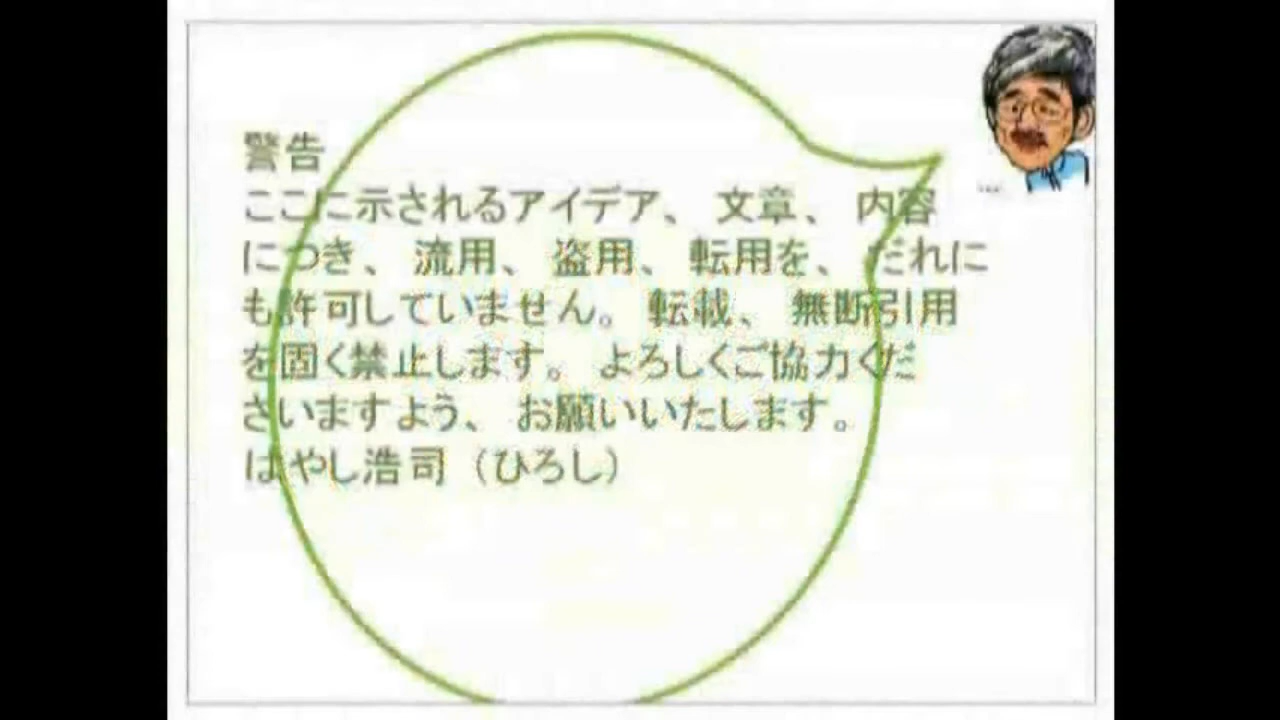 警告
ここに示されるアイデア、文章、内容
につき、流用、盗用、転用を、だれに
も許可していません。転載、無断引用
を固く禁止します。よろしくご協力くだ
さいますよう、お願いいたします。
はやし浩司（ひろし）
...